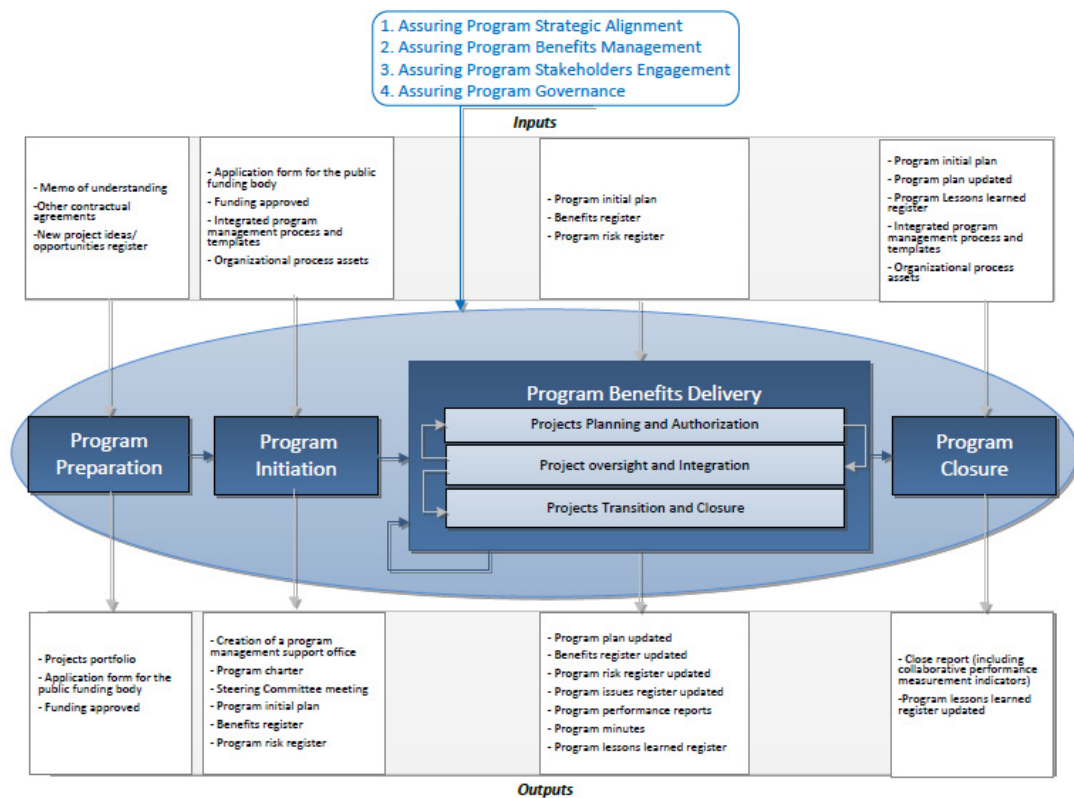 1. Assuring Program Strategic Alignment
2. Assuring Program Benefits Management
3. Assuring Program Stakeholders Engagement
4. Assuring Program Governance
Inputs
- Memo of understanding
-Other contractual
agreements
-New project ideas/
opportunities register
- Application form for the public
funding body
- Funding approved
- Integrated program
management process and
templates
- Organizational process assets
- Program initial plan
- Benefits register
- Program risk register
- Program initial plan
- Program plan updated
- Program Lessons learned
register
- Integrated program
management process and
templates
- Organizational process
assets
Program
Preparation
Program
Initiation
Program Benefits Delivery
Projects Planning and Authorization
Project oversight and Integration
Projects Transition and Closure
Program
Closure
- Projects portfolio
- Application form for the
public funding body
- Funding approved
- Creation of a program
management support office
- Program charter
- Steering Committee meeting
- Program initial plan
- Benefits register
- Program risk register
- Program plan updated
- Benefits register updated
- Program risk register updated
- Program issues register updated
- Program performance reports
- Program minutes
- Program lessons learned register
- Close report (including
collaborative performance
measurement indicators)
-Program lessons learned
register updated
Outputs